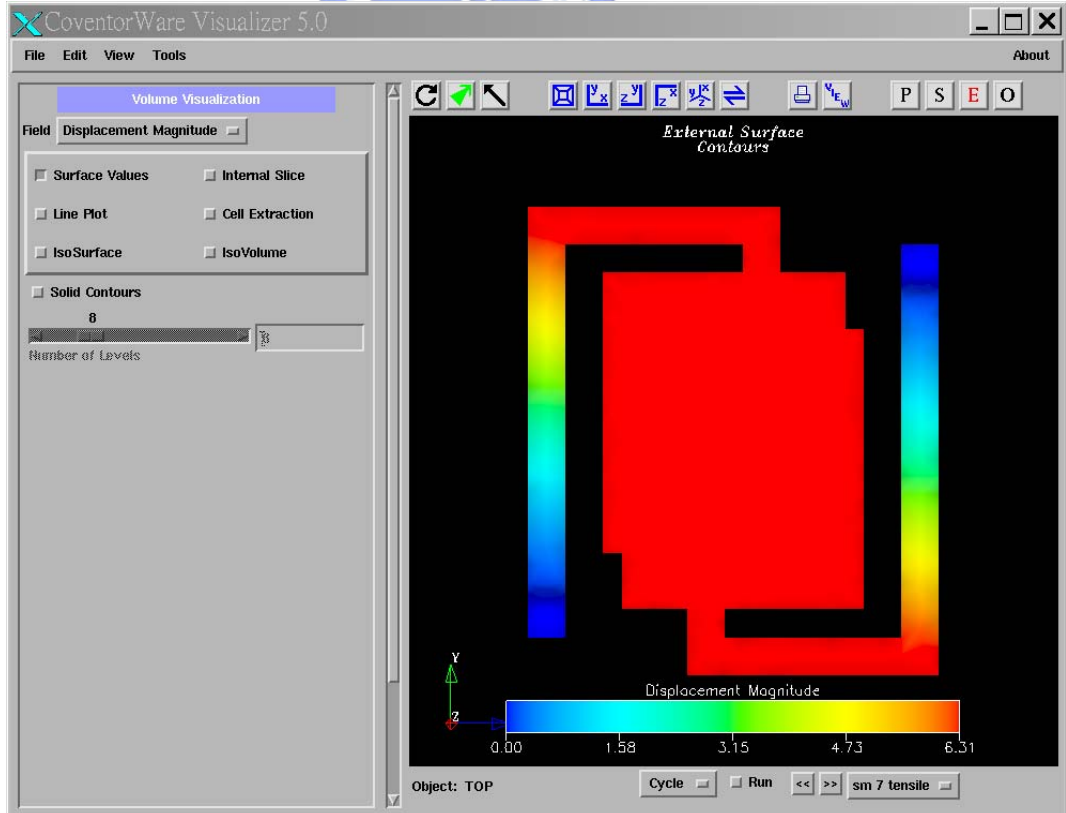 CoventorWare Visualizer 5.0
File Edit View Tools About
Volume Visualization
Field Displacement Magnitude
Surface Values Internal Slice
Line Plot Cell Extraction
IsoSurface IsoVolume
Solid Contours
8
8
Number of Levels
y x z y z x y x z VIEW P S E O
External Surface
Contours
Y
Z
Displacement Magnitude
0.00 1.58 3.15 4.73 6.31
Object: TOP Cycle Run << >> sm 7 tensile